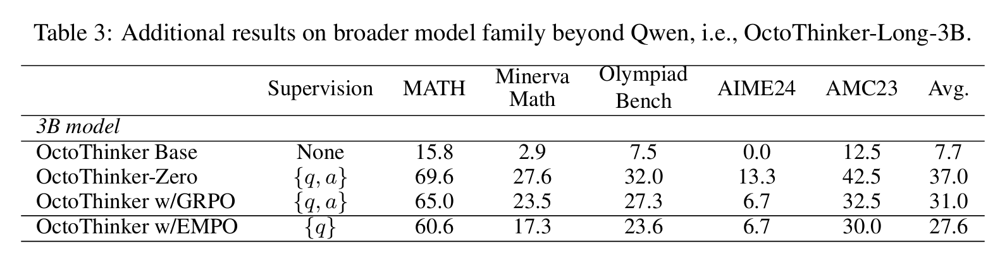 Table 3: Additional results on broader model family beyond Qwen, i.e., OctoThinker-Long-3B.
Supervision MATH Minerva Math Olympiad Bench AIME24 AMC23 Avg.
3B model
OctoThinker Base None 15.8 2.9 7.5 0.0 12.5 7.7
OctoThinker-Zero {q, a} 69.6 27.6 32.0 13.3 42.5 37.0
OctoThinker w/GRPO {q, a} 65.0 23.5 27.3 6.7 32.5 31.0
OctoThinker w/EMPO {q} 60.6 17.3 23.6 6.7 30.0 27.6